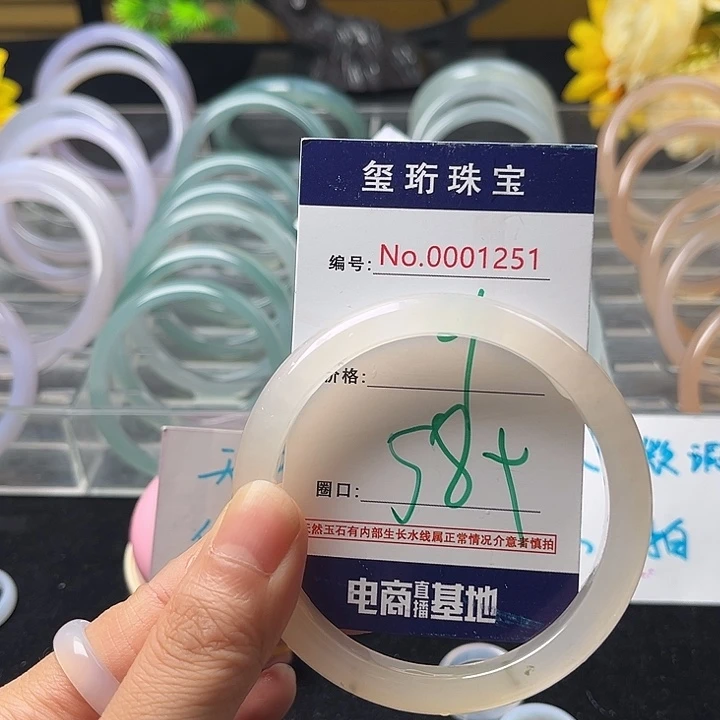 玺珩珠宝
编号: No.0001251
价格:
圈口: 584
天然玉石有内部生长水线属正常情况介意者慎拍
电商直播基地